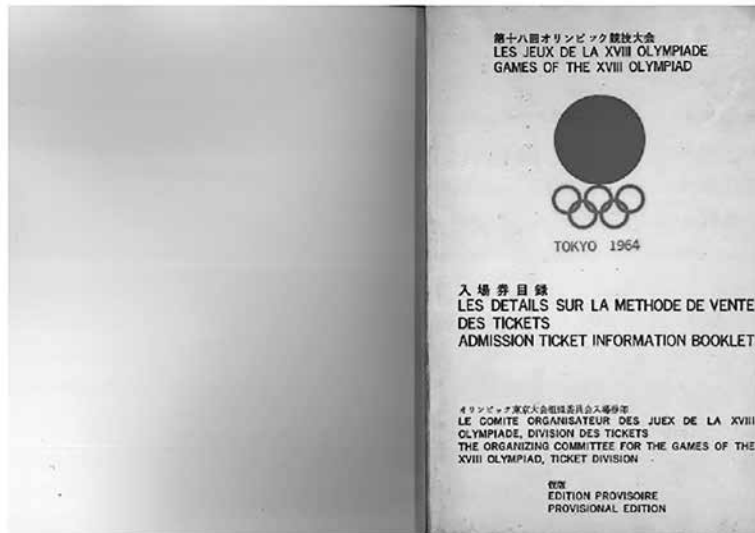 第十八回オリンピック競技大会
LES JEUX DE LA XVIII OLYMPIADE
GAMES OF THE XVIII OLYMPIAD
TOKYO 1964
入場券目録
LES DETAILS SUR LA METHODE DE VENTE
DES TICKETS
ADMISSION TICKET INFORMATION BOOKLET
オリンピック東京大会組織委員会入場券部
LE COMITE ORGANISATEUR DES JUEX DE LA XVIII
OLYMPIADE, DIVISION DES TICKETS
THE ORGANIZING COMMITTEE FOR THE GAMES OF THE
XVIII OLYMPIAD, TICKET DIVISION
仮版
EDITION PROVISOIRE
PROVISIONAL EDITION